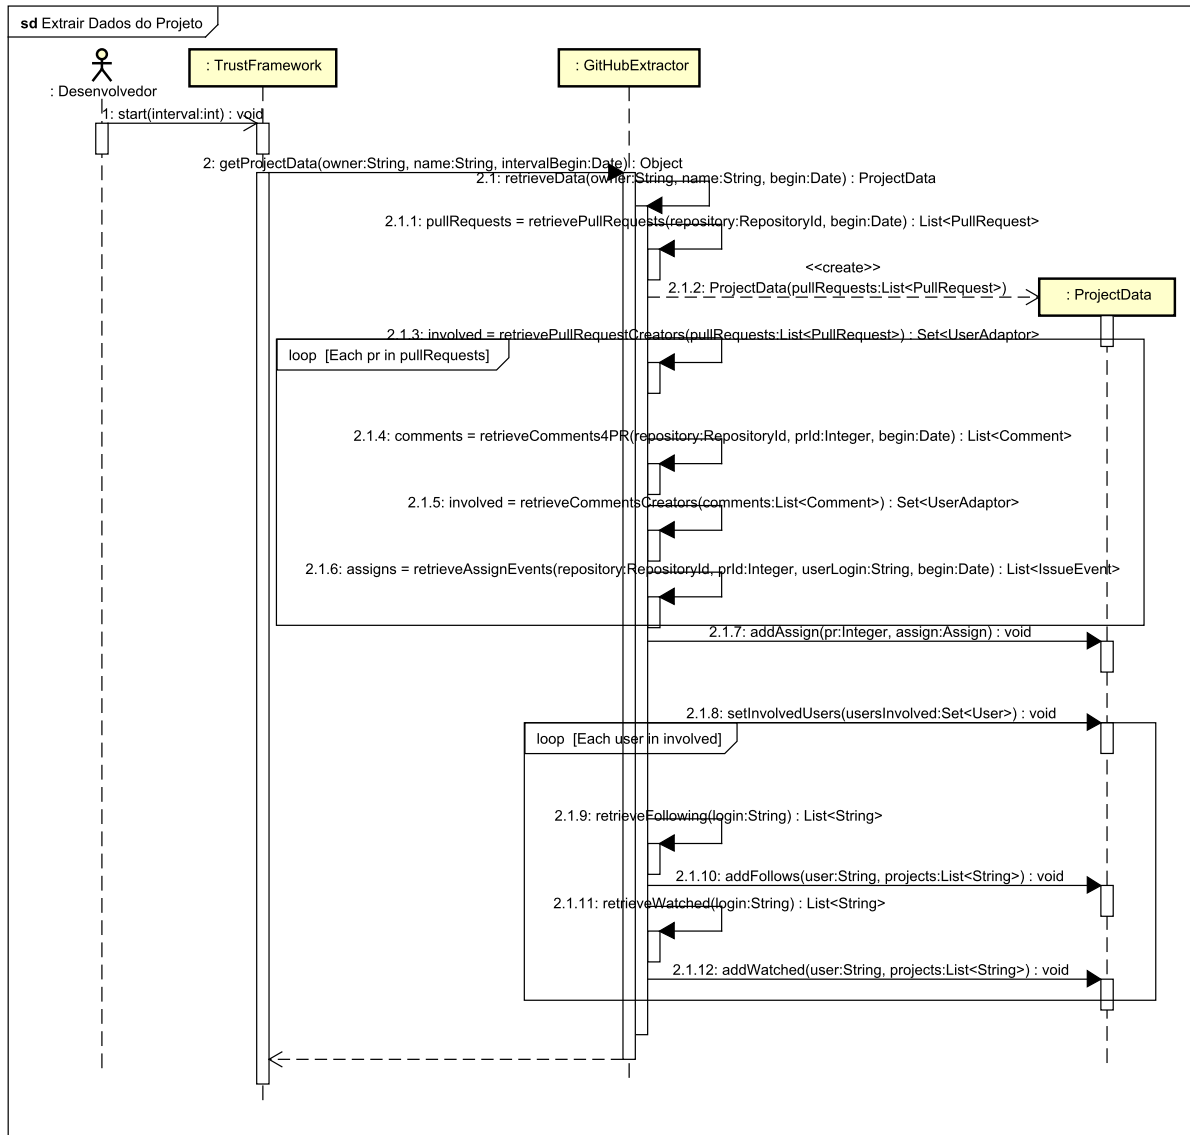 sd Extrair Dados do Projeto
: Desenvolvedor
: TrustFramework
: GitHubExtractor
1: start(interval:int) : void
2: getProjectData(owner:String, name:String, intervalBegin:Date) : Object
2.1: retrieveData(owner:String, name:String, begin:Date) : ProjectData
2.1.1: pullRequests = retrievePullRequests(repository:RepositoryId, begin:Date) : List<PullRequest>
<<create>>
2.1.2: ProjectData(pullRequests:List<PullRequest>)
: ProjectData
2.1.3: involved = retrievePullRequestCreators(pullRequests:List<PullRequest>) : Set<UserAdaptor>
loop [Each pr in pullRequests]
2.1.4: comments = retrieveComments4PR(repository:RepositoryId, prId:Integer, begin:Date) : List<Comment>
2.1.5: involved = retrieveCommentsCreators(comments:List<Comment>) : Set<UserAdaptor>
2.1.6: assigns = retrieveAssignEvents(repository:RepositoryId, prId:Integer, userLogin:String, begin:Date) : List<IssueEvent>
2.1.7: addAssign(pr:Integer, assign:Assign) : void
2.1.8: setInvolvedUsers(usersInvolved:Set<User>) : void
loop [Each user in involved]
2.1.9: retrieveFollowing(login:String) : List<String>
2.1.10: addFollows(user:String, projects:List<String>) : void
2.1.11: retrieveWatched(login:String) : List<String>
2.1.12: addWatched(user:String, projects:List<String>) : void